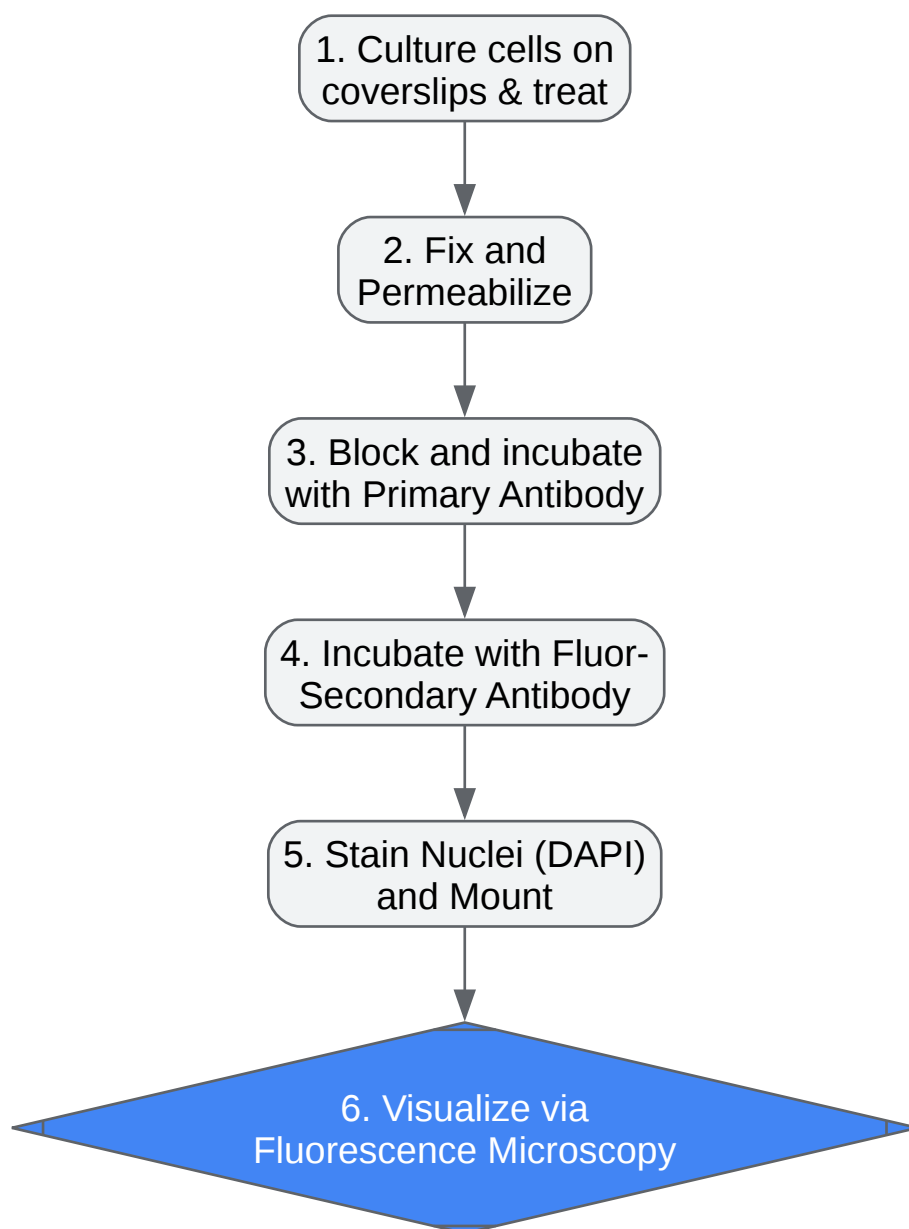 1. Culture cells on
coverslips & treat
2. Fix and
Permeabilize
3. Block and incubate
with Primary Antibody
4. Incubate with Fluor-
Secondary Antibody
5. Stain Nuclei (DAPI)
and Mount
6. Visualize via
Fluorescence Microscopy